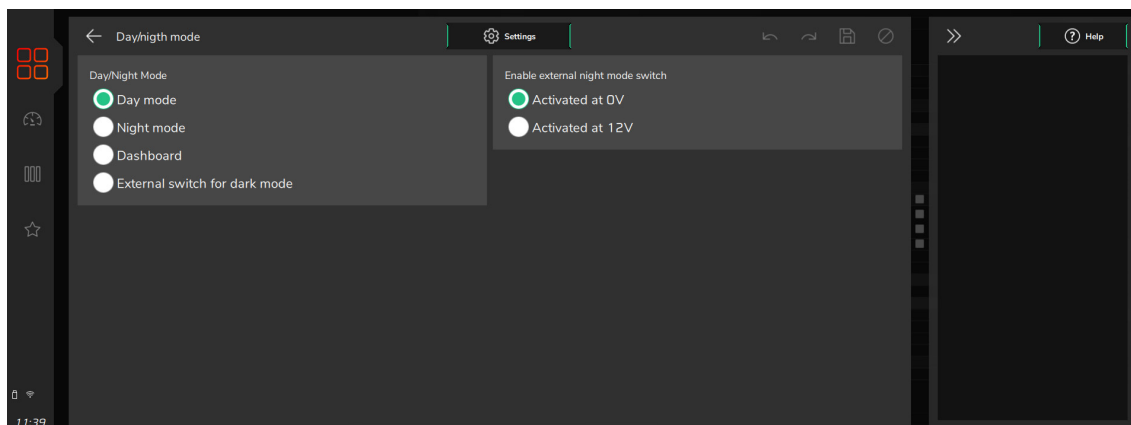 Day/nigth mode
Settings
Help
Day/Night Mode
Day mode
Night mode
Dashboard
External switch for dark mode
Enable external night mode switch
Activated at 0V
Activated at 12V
11:39